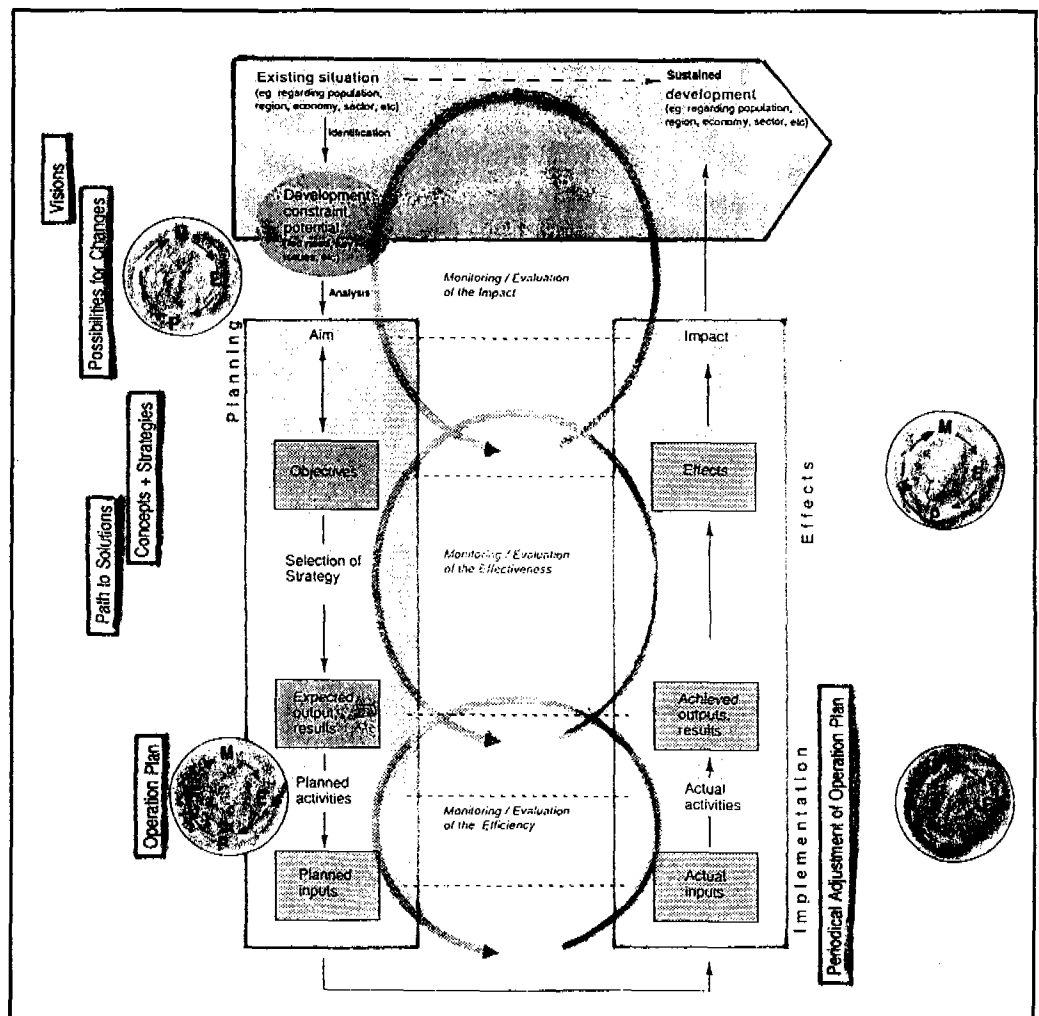 Existing situation
(eg regarding population,
region, economy, sector, etc)
Sustained
development
(eg regarding population,
region, economy, sector, etc)
Identification
Development
constraint
potential
Analysis
Visions
Possibilities for Changes
Concepts + Strategies
Path to Solutions
Operation Plan
Planning
Aim
Objectives
Selection of
Strategy
Expected
output,
results
Planned
activities
Planned
inputs
Monitoring / Evaluation
of the Impact
Monitoring / Evaluation
of the Effectiveness
Monitoring / Evaluation
of the Efficiency
Impact
Effects
Achieved
outputs,
results
Actual
activities
Actual
inputs
Effects
Implementation
Periodical Adjustment of Operation Plan
P
M
M